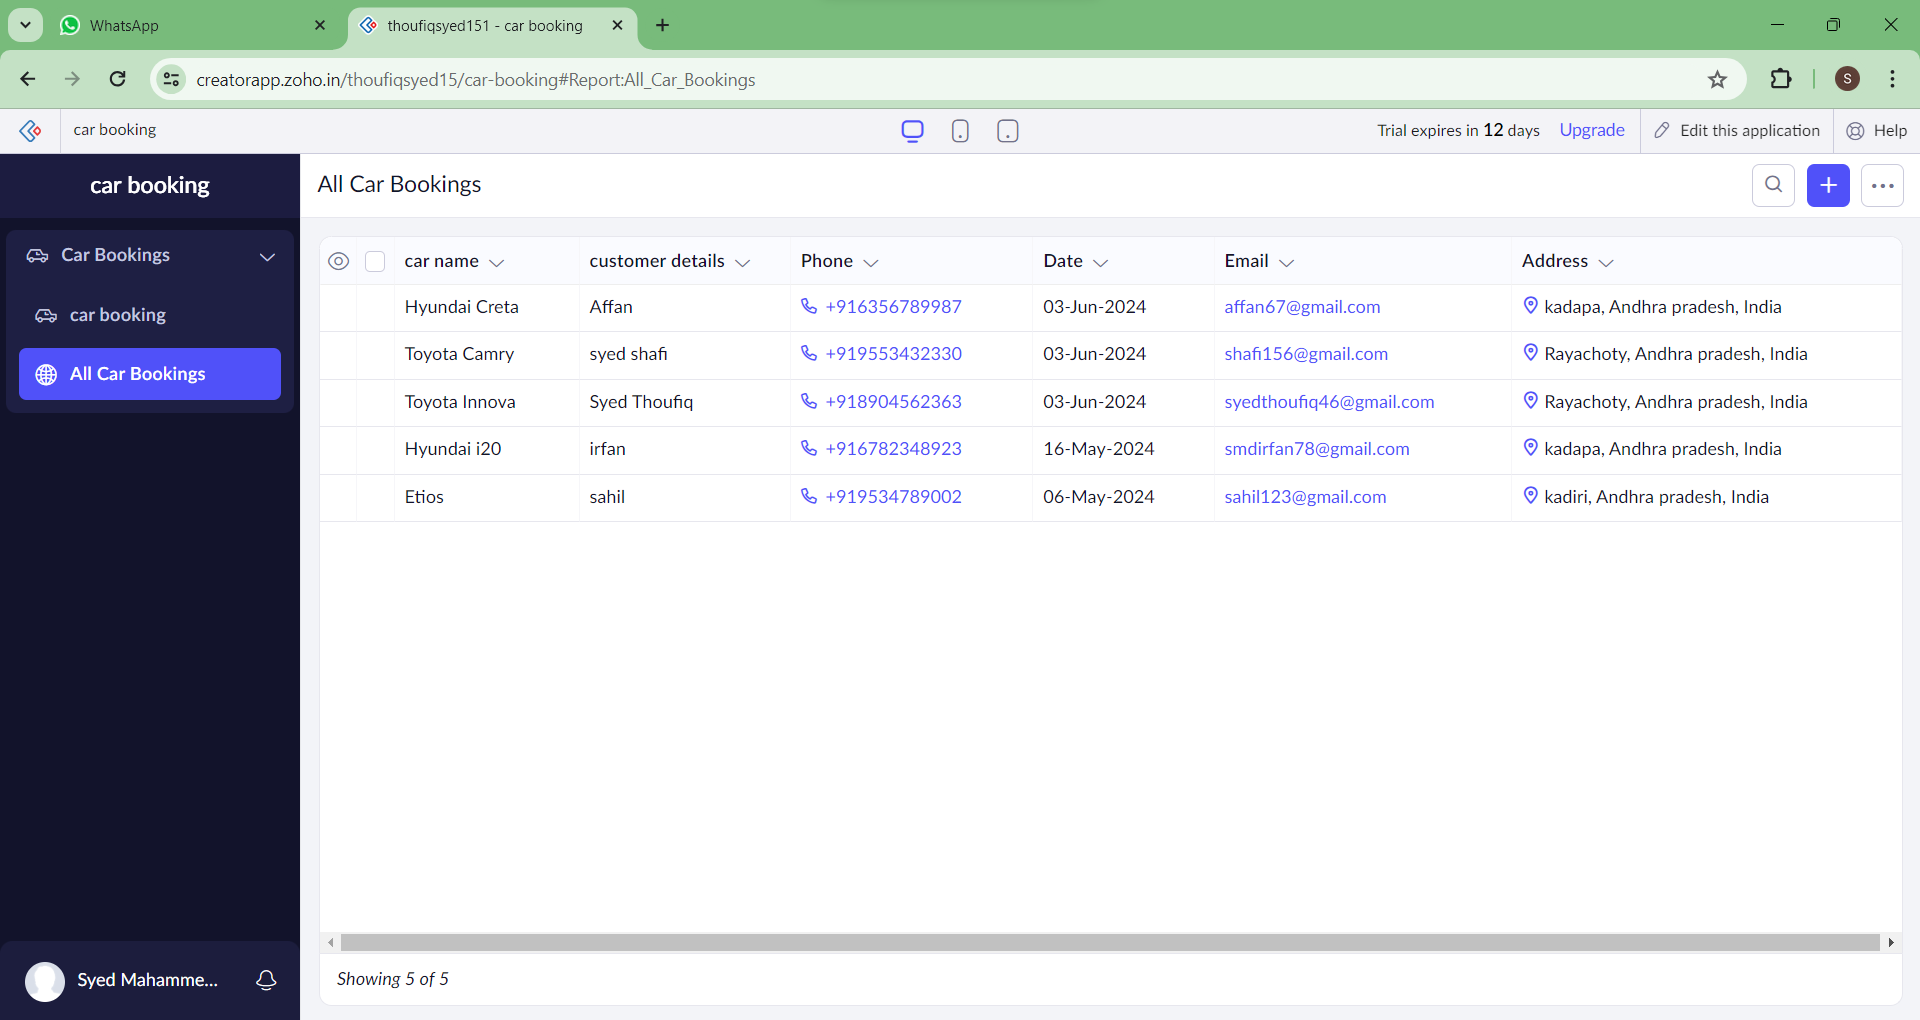 WhatsApp
thoufiqsyed151 - car booking
creatorapp.zoho.in/thoufiqsyed15/car-booking#Report:All_Car_Bookings
S
car booking
Trial expires in 12 days Upgrade Edit this application Help
car booking
All Car Bookings
Car Bookings
car booking
All Car Bookings
car name customer details Phone Date Email Address
Hyundai Creta Affan +916356789987 03-Jun-2024 affan67@gmail.com kadapa, Andhra pradesh, India
Toyota Camry syed shafi +919553432330 03-Jun-2024 shafi156@gmail.com Rayachoty, Andhra pradesh, India
Toyota Innova Syed Thoufiq +918904562363 03-Jun-2024 syedthoufiq46@gmail.com Rayachoty, Andhra pradesh, India
Hyundai i20 irfan +916782348923 16-May-2024 smdirfan78@gmail.com kadapa, Andhra pradesh, India
Etios sahil +919534789002 06-May-2024 sahil123@gmail.com kadiri, Andhra pradesh, India
Syed Mahamme...
Showing 5 of 5